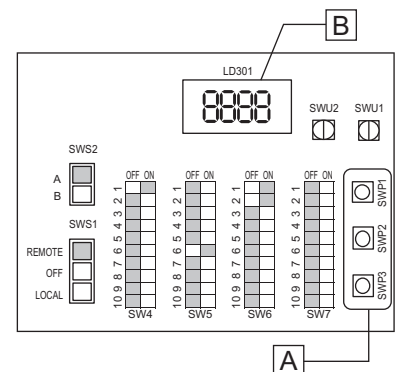 B
LD301
8888
SWU2 SWU1
SWS2
A
B
SWS1
REMOTE
OFF
LOCAL
OFF ON
1
2
3
4
5
6
7
8
9
10
SW4
OFF ON
1
2
3
4
5
6
7
8
9
10
SW5
OFF ON
1
2
3
4
5
6
7
8
9
10
SW6
OFF ON
1
2
3
4
5
6
7
8
9
10
SW7
SWP1
SWP2
SWP3
A